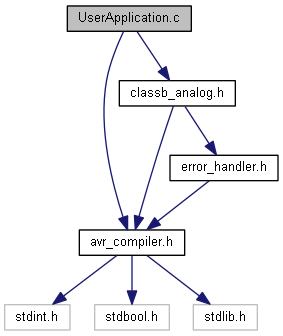 UserApplication.c
classb_analog.h
error_handler.h
avr_compiler.h
stdint.h
stdbool.h
stdlib.h